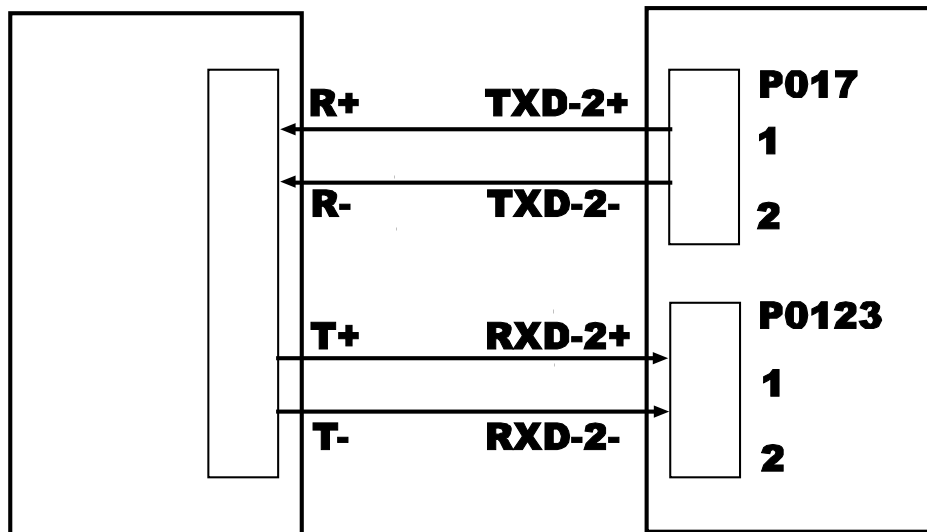 P017
R+ TXD-2+
1
R- TXD-2-
2
P0123
T+ RXD-2+
1
T- RXD-2-
2